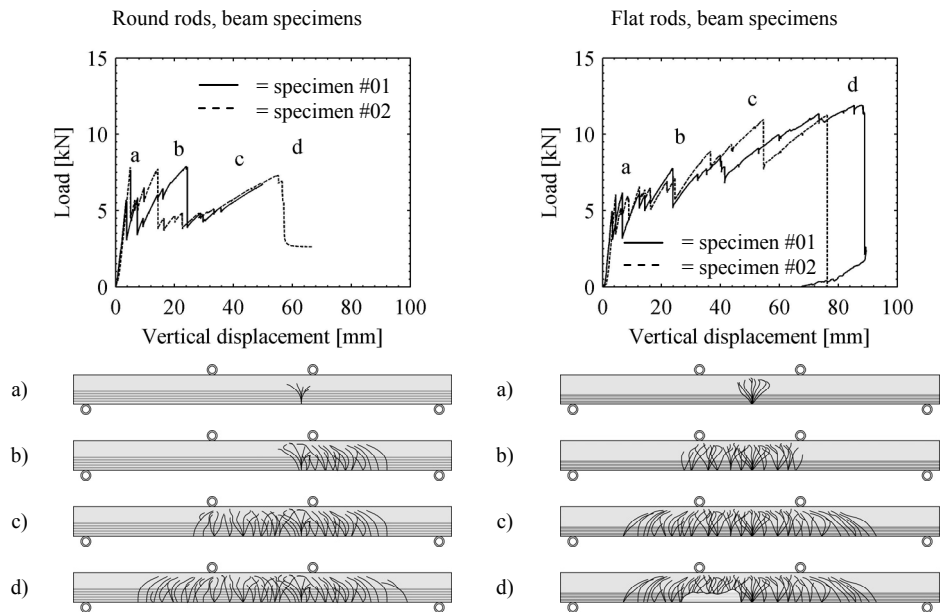 Round rods, beam specimens
15
10
5
0
Load [kN]
= specimen #01
= specimen #02
a
b
c
d
0 20 40 60 80 100
Vertical displacement [mm]
a)
b)
c)
d)
Flat rods, beam specimens
15
10
5
0
Load [kN]
a
b
c
d
= specimen #01
= specimen #02
0 20 40 60 80 100
Vertical displacement [mm]
a)
b)
c)
d)